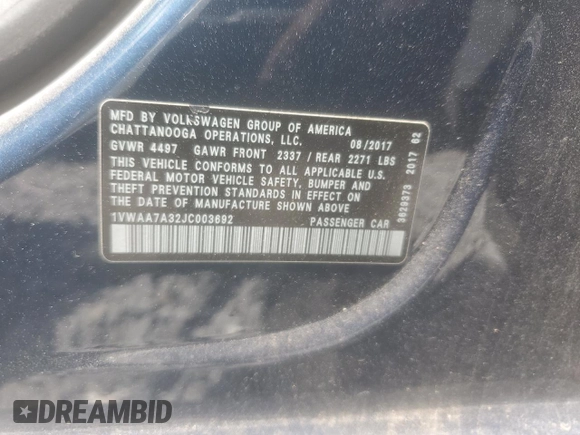 MFD BY VOLKSWAGEN GROUP OF AMERICA
CHATTANOOGA OPERATIONS, LLC. 08/2017
GVWR 4497 GAWR FRONT 2337 / REAR 2271 LBS
THIS VEHICLE CONFORMS TO ALL APPLICABLE U.S.
FEDERAL MOTOR VEHICLE SAFETY, BUMPER AND
THEFT PREVENTION STANDARDS IN EFFECT ON
THE DATE OF MANUFACTURE SHOWN ABOVE
1VWAA7A32JC003692 PASSENGER CAR
3629373 2017 62
DREAMBID